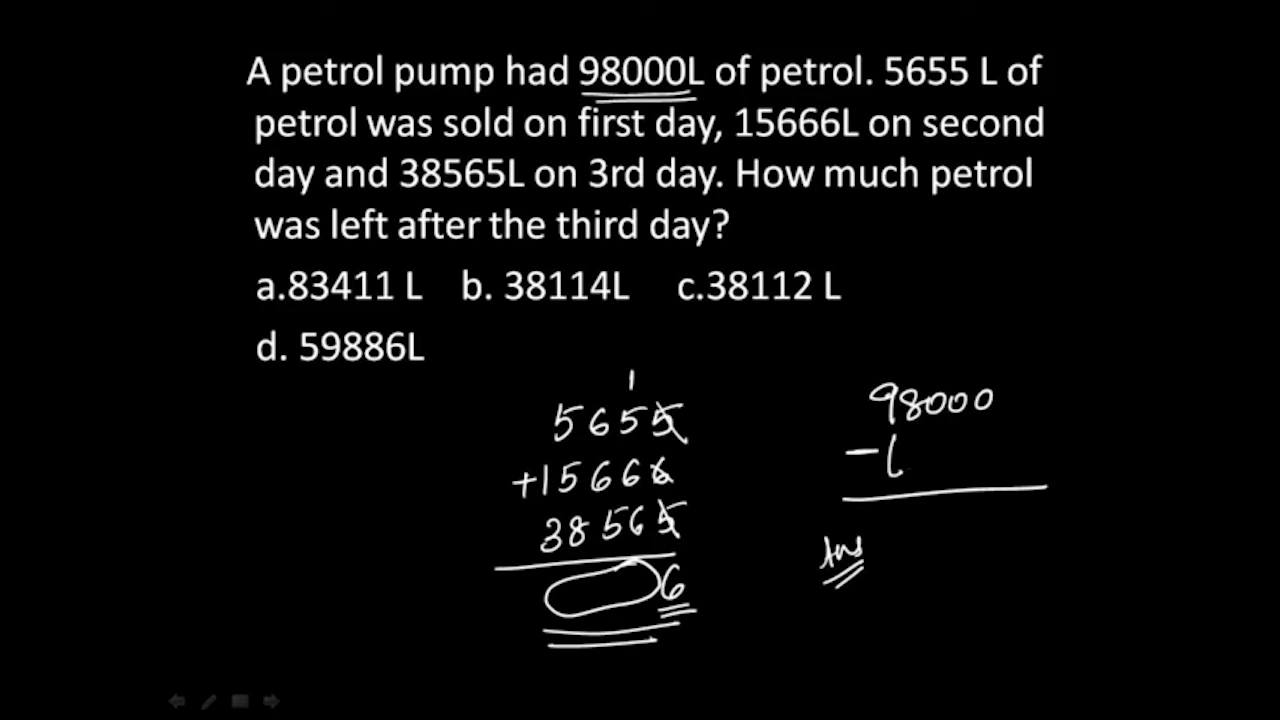 A petrol pump had 98000L of petrol. 5655 L of
petrol was sold on first day, 15666L on second
day and 38565L on 3rd day. How much petrol
was left after the third day?
a.83411 L b. 38114L c.38112 L
d. 59886L
1
5655
+15666
38565
6
98000
-
Ans